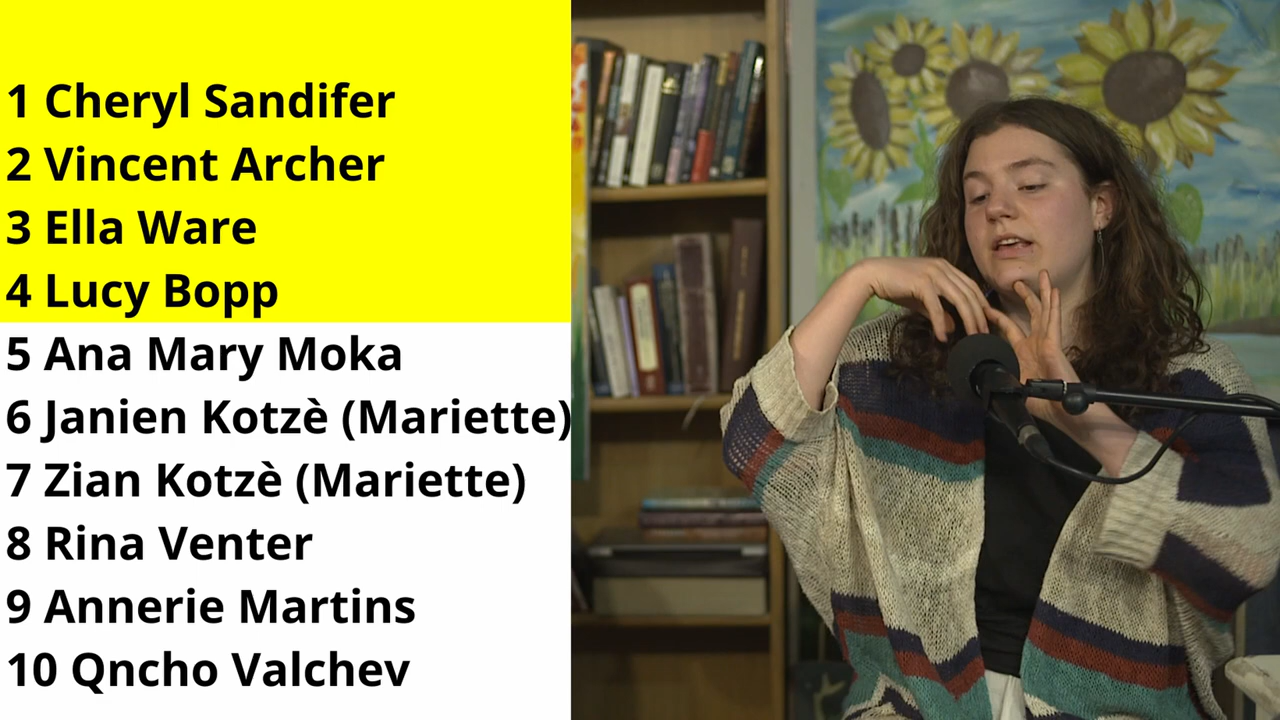 1 Cheryl Sandifer
2 Vincent Archer
3 Ella Ware
4 Lucy Bopp
5 Ana Mary Moka
6 Janien Kotzè (Mariette)
7 Zian Kotzè (Mariette)
8 Rina Venter
9 Annerie Martins
10 Qncho Valchev